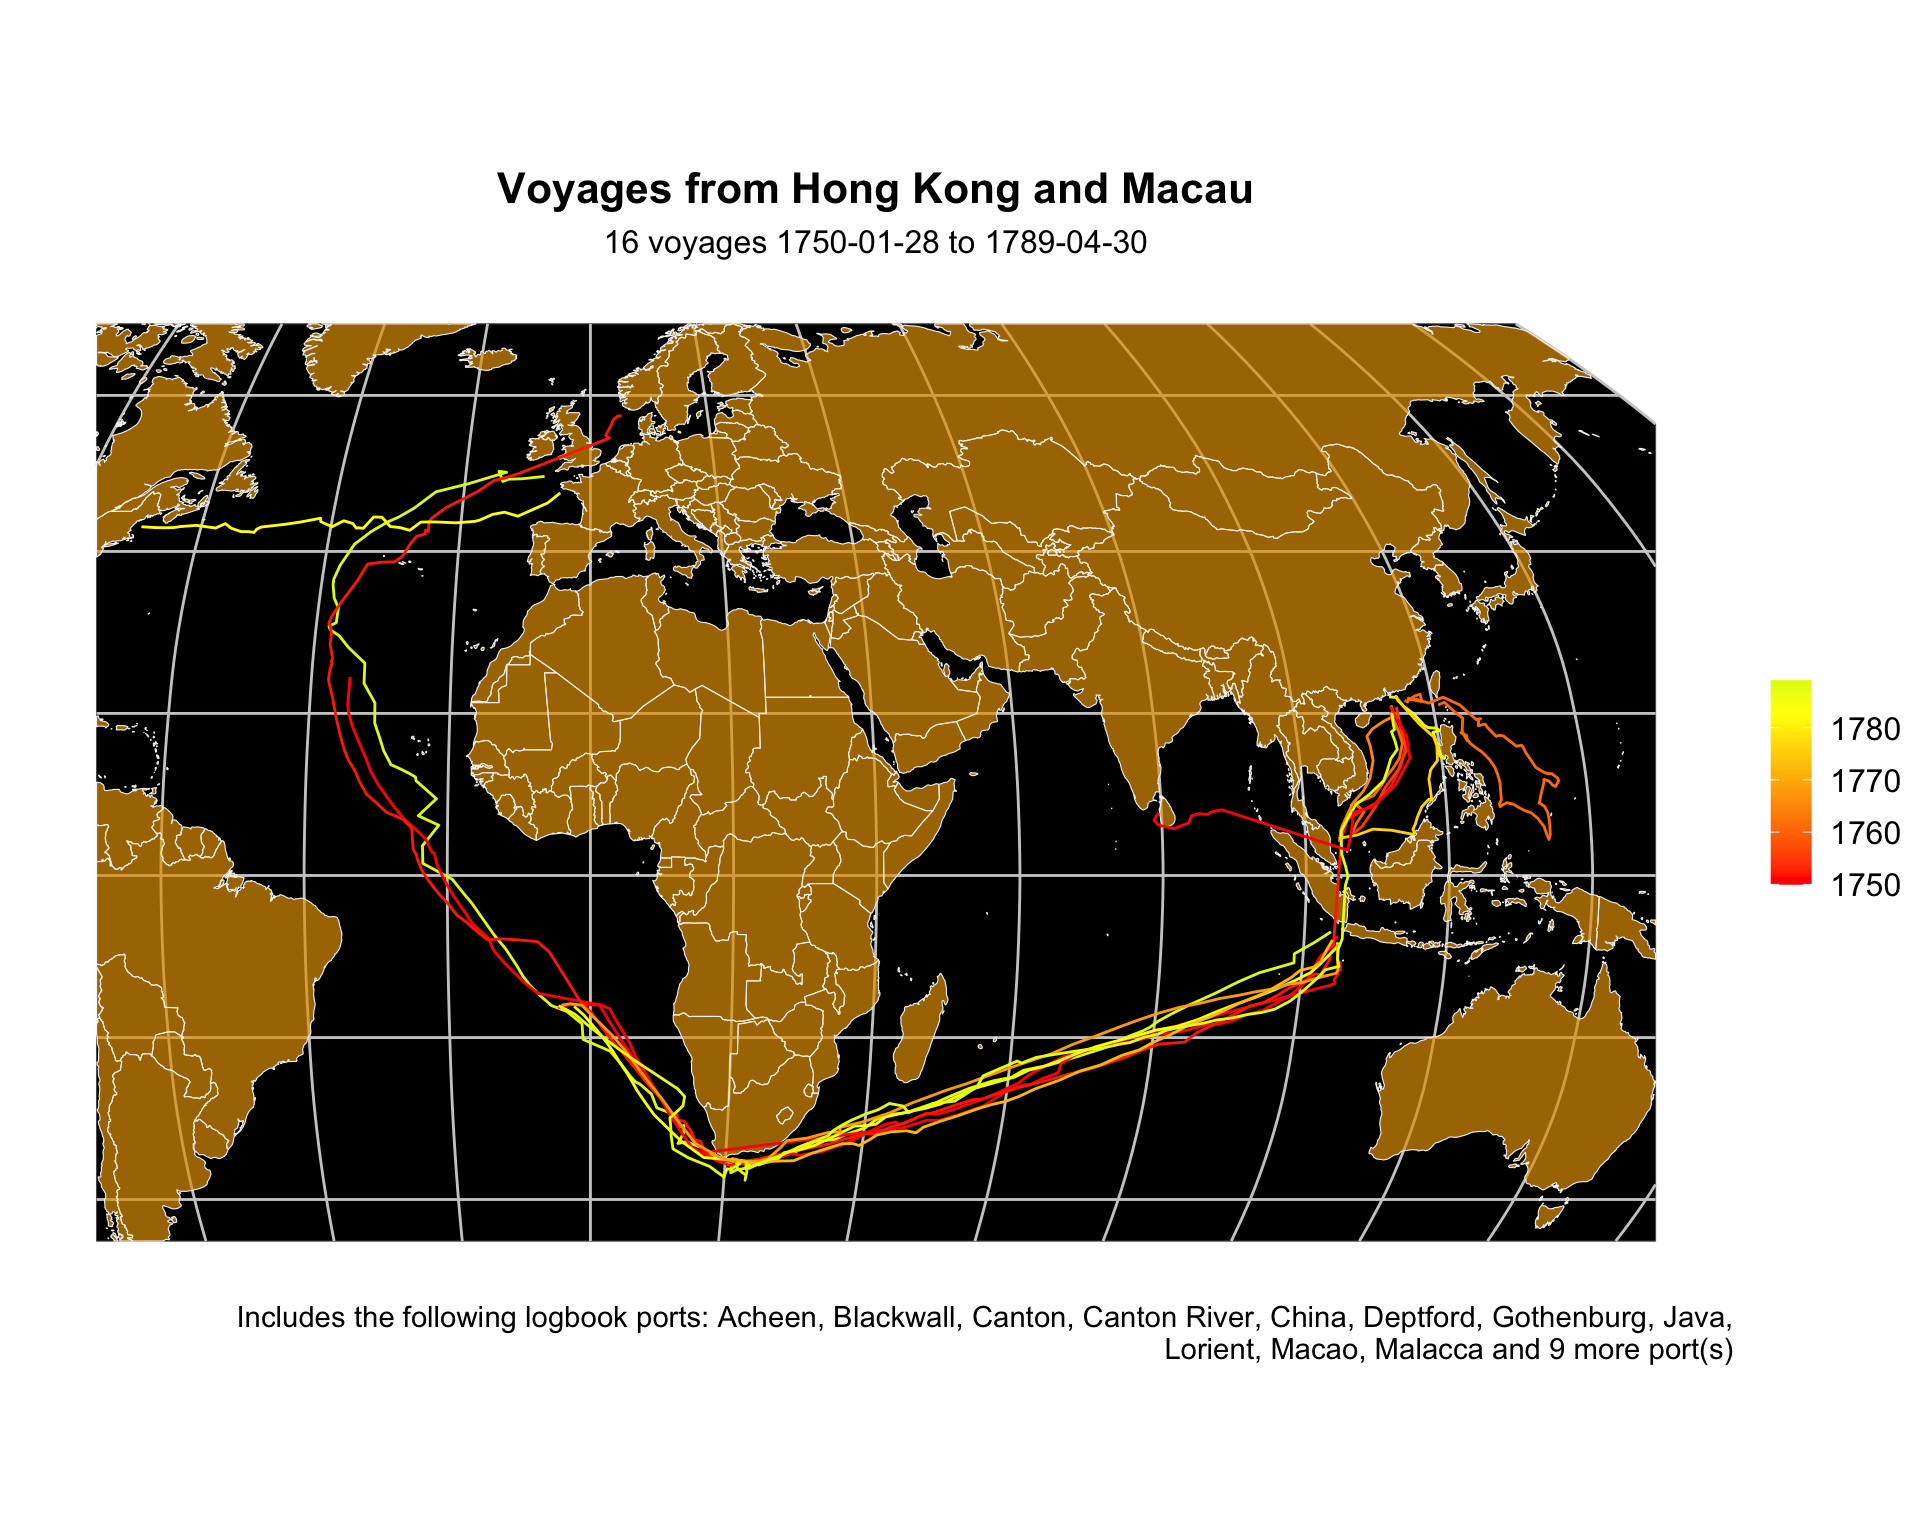 Voyages from Hong Kong and Macau
16 voyages 1750-01-28 to 1789-04-30
1780
1770
1760
1750
Includes the following logbook ports: Acheen, Blackwall, Canton, Canton River, China, Deptford, Gothenburg, Java,
Lorient, Macao, Malacca and 9 more port(s)